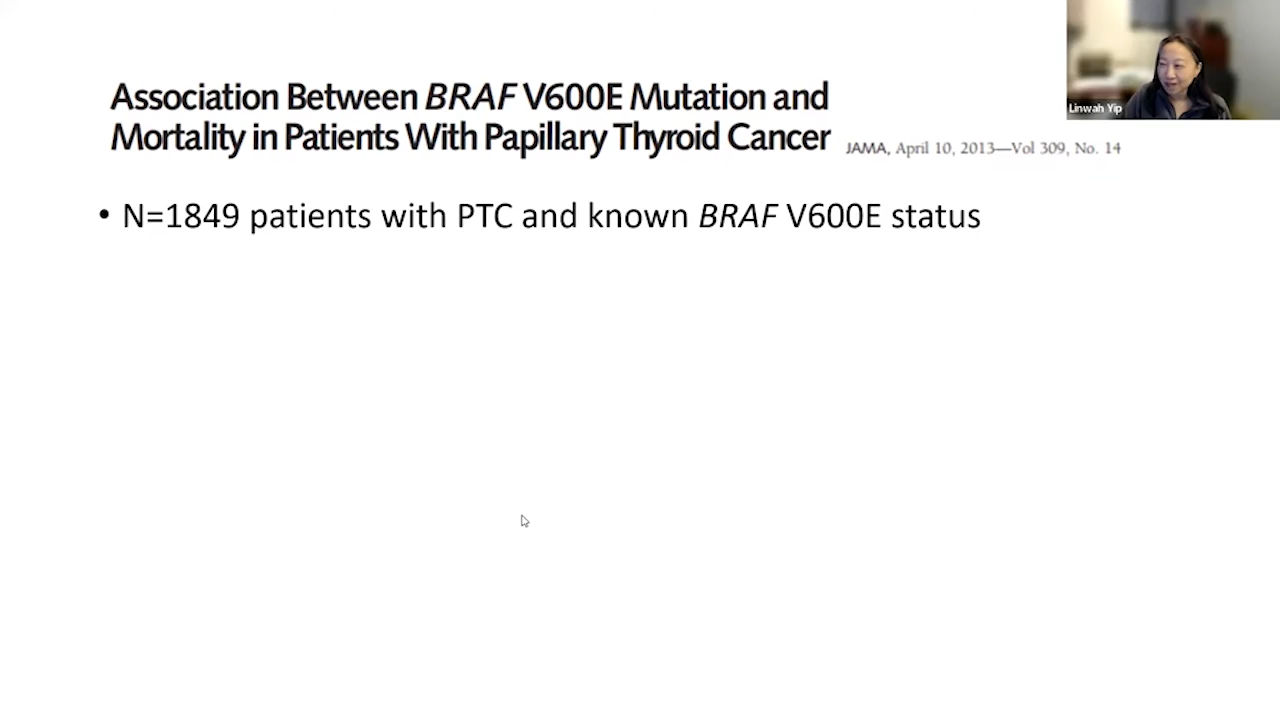 Association Between BRAF V600E Mutation and
Mortality in Patients With Papillary Thyroid Cancer
JAMA, April 10, 2013—Vol 309, No. 14
Linwah Yip
• N=1849 patients with PTC and known BRAF V600E status